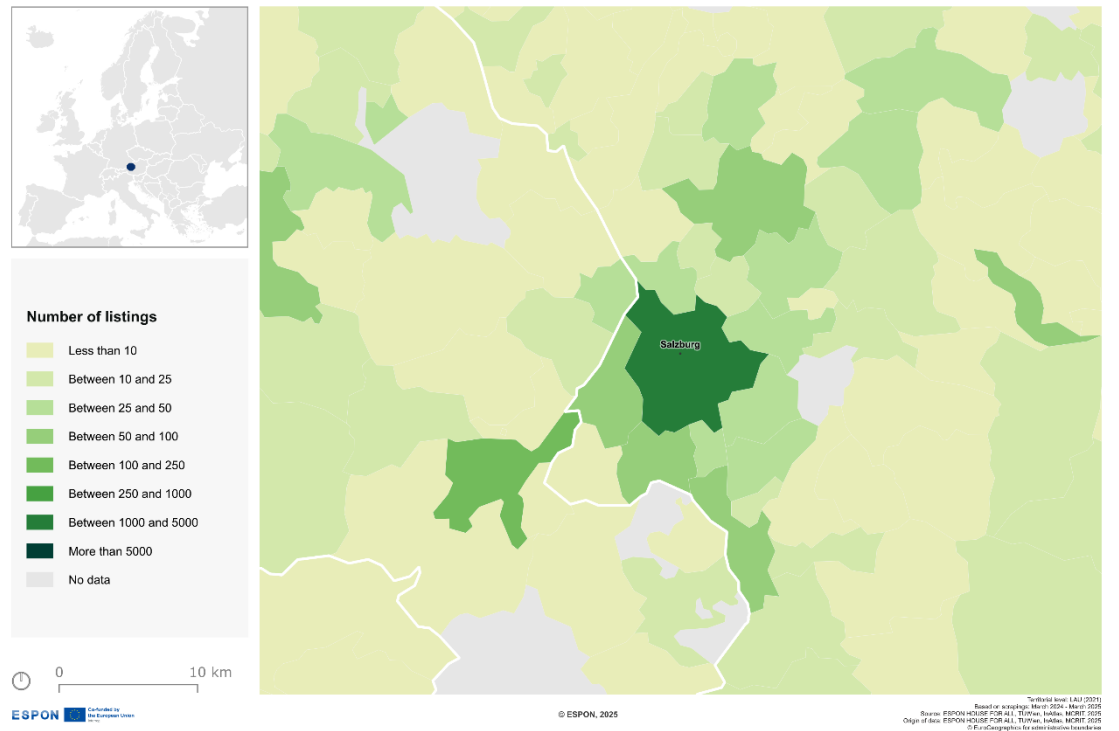 Salzburg
Number of listings
Less than 10
Between 10 and 25
Between 25 and 50
Between 50 and 100
Between 100 and 250
Between 250 and 1000
Between 1000 and 5000
More than 5000
No data
0 10 km
ESPON
Co-funded by
the European Union
© ESPON, 2025
Territorial level: LAU (2021)
Based on scrapings: March 2024 - March 2025
Source: ESPON HOUSE FOR ALL, TUWien, IsAtlas, MCRIT, 2025
Origin of data: ESPON HOUSE FOR ALL, TUWien, IsAtlas, MCRIT, 2025
© EuroGeographics for administrative boundaries